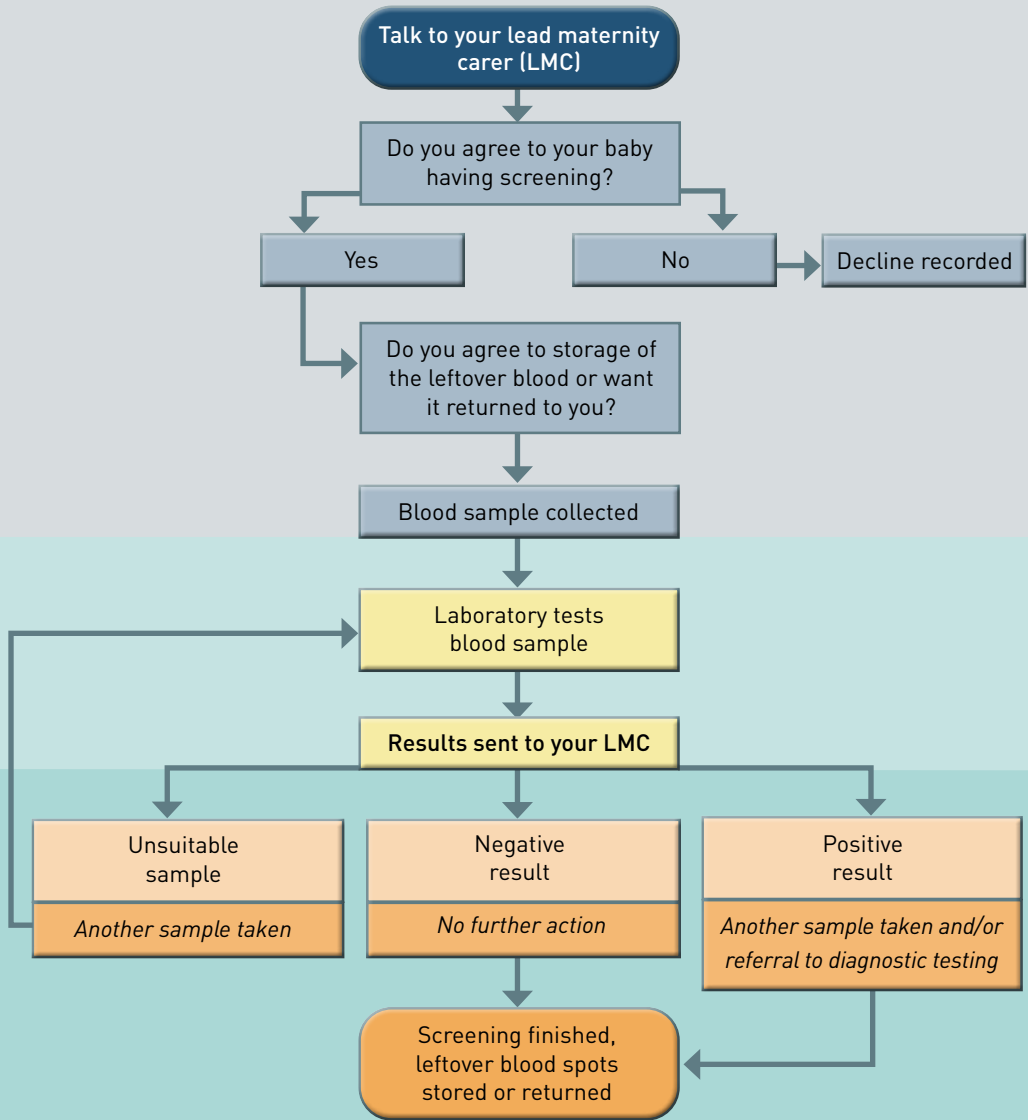 Talk to your lead maternity
carer (LMC)
Do you agree to your baby
having screening?
Yes
No
Decline recorded
Do you agree to storage of
the leftover blood or want
it returned to you?
Blood sample collected
Laboratory tests
blood sample
Results sent to your LMC
Unsuitable
sample
Another sample taken
Negative
result
No further action
Positive
result
Another sample taken and/or
referral to diagnostic testing
Screening finished,
leftover blood spots
stored or returned